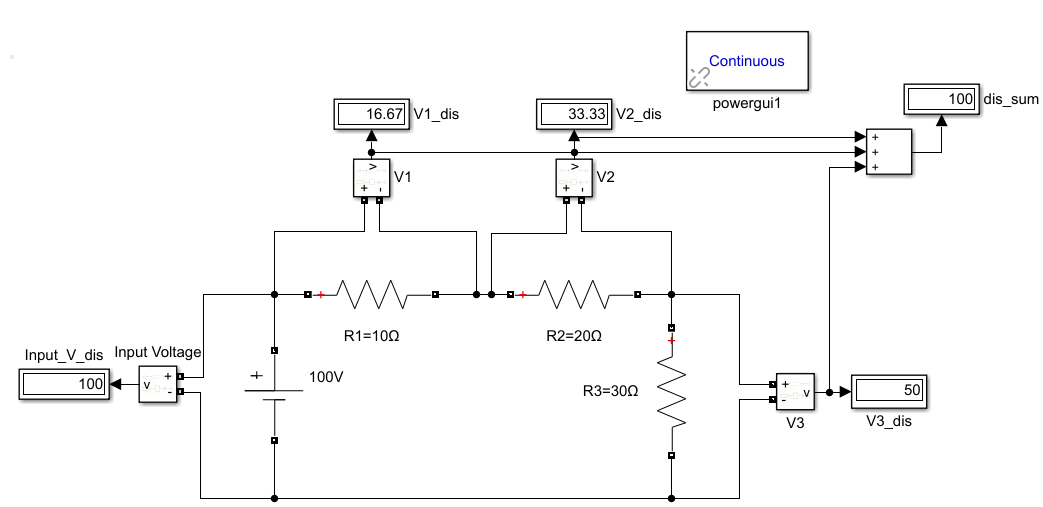 Continuous
powergui1
16.67
V1_dis
33.33
V2_dis
100
dis_sum
+
+
+
v
+ -
V1
v
+ -
V2
+
+
R1=10Ω
R2=20Ω
Input_V_dis
100
Input Voltage
v
+
-
+
100V
+
R3=30Ω
+
-
v
V3
50
V3_dis